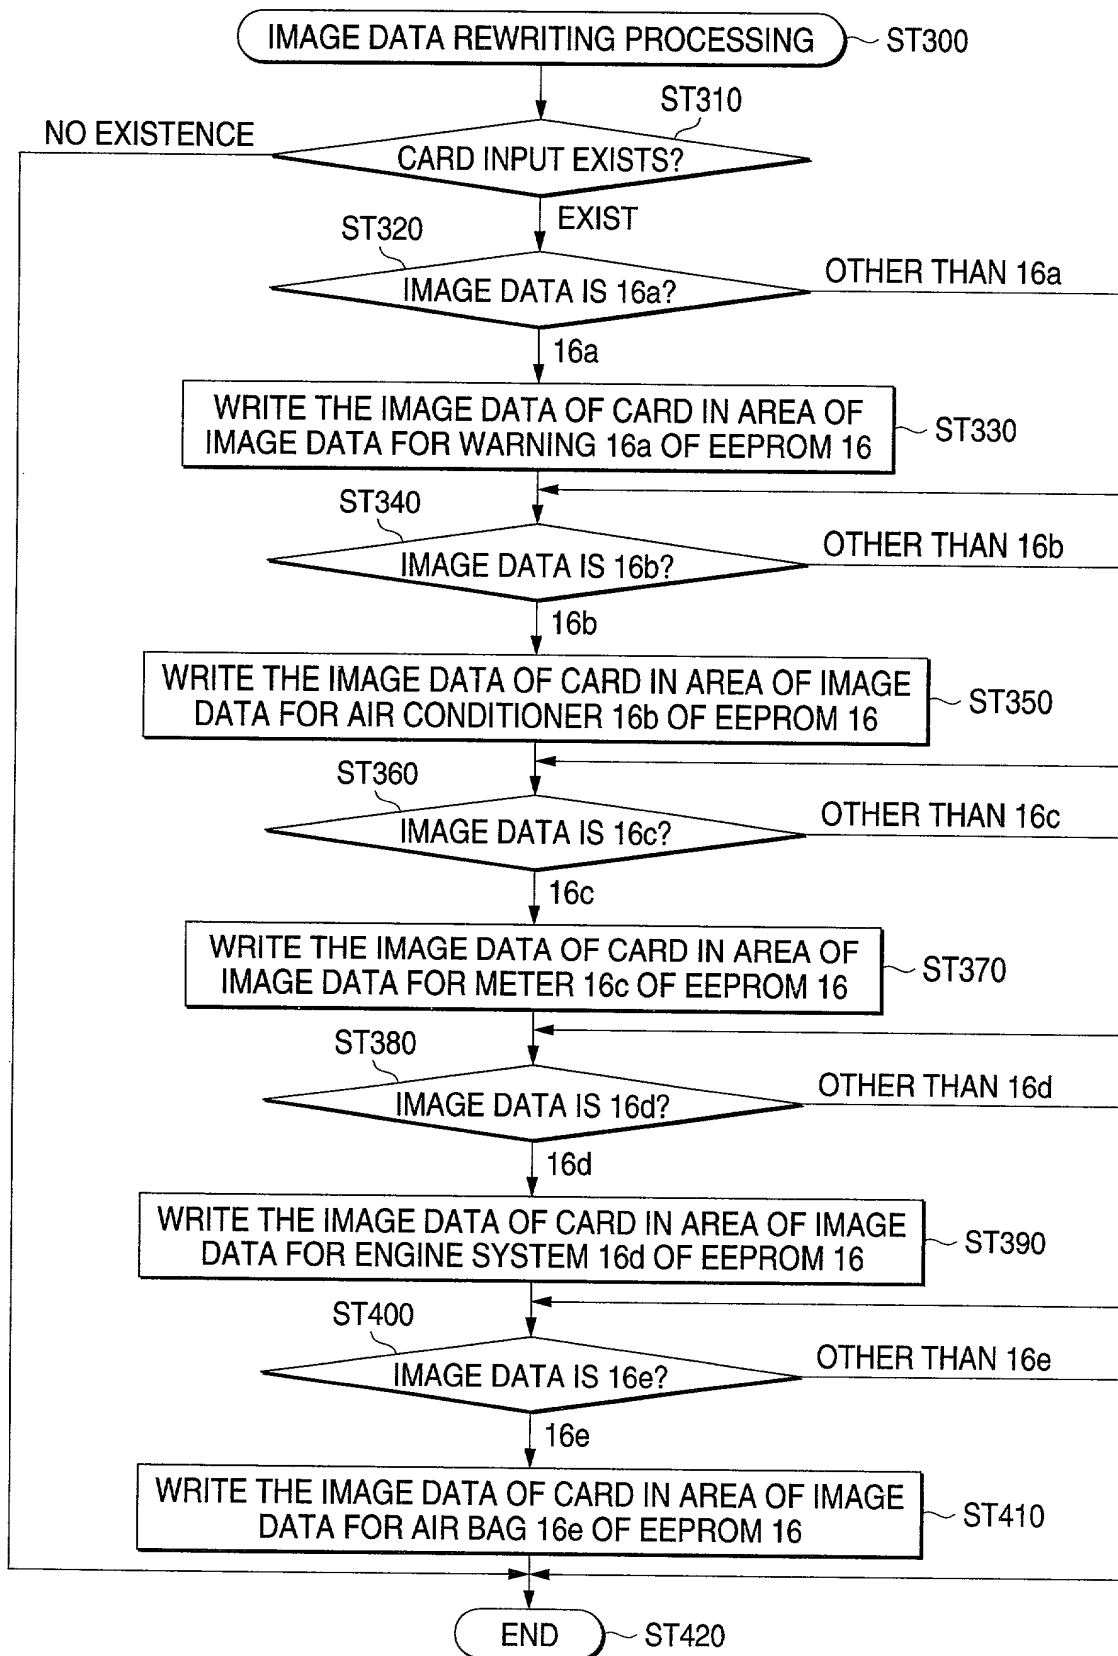 IMAGE DATA REWRITING PROCESSING
ST300
ST310
NO EXISTENCE
CARD INPUT EXISTS?
EXIST
ST320
OTHER THAN 16a
IMAGE DATA IS 16a?
16a
WRITE THE IMAGE DATA OF CARD IN AREA OF
IMAGE DATA FOR WARNING 16a OF EEPROM 16
ST330
ST340
OTHER THAN 16b
IMAGE DATA IS 16b?
16b
WRITE THE IMAGE DATA OF CARD IN AREA OF IMAGE
DATA FOR AIR CONDITIONER 16b OF EEPROM 16
ST350
ST360
OTHER THAN 16c
IMAGE DATA IS 16c?
16c
WRITE THE IMAGE DATA OF CARD IN AREA OF
IMAGE DATA FOR METER 16c OF EEPROM 16
ST370
ST380
OTHER THAN 16d
IMAGE DATA IS 16d?
16d
WRITE THE IMAGE DATA OF CARD IN AREA OF IMAGE
DATA FOR ENGINE SYSTEM 16d OF EEPROM 16
ST390
ST400
OTHER THAN 16e
IMAGE DATA IS 16e?
16e
WRITE THE IMAGE DATA OF CARD IN AREA OF IMAGE
DATA FOR AIR BAG 16e OF EEPROM 16
ST410
END
ST420